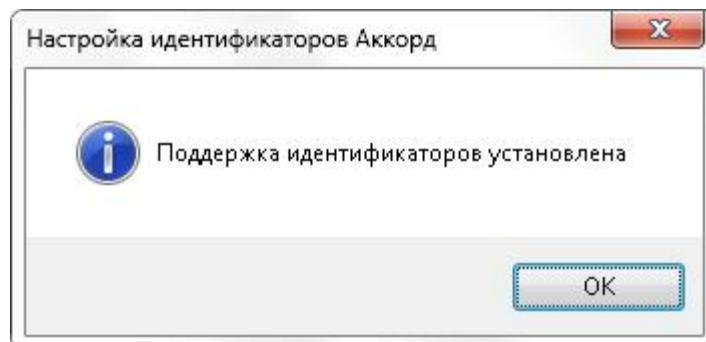 Настройка идентификаторов Аккорд
Поддержка идентификаторов установлена
OK